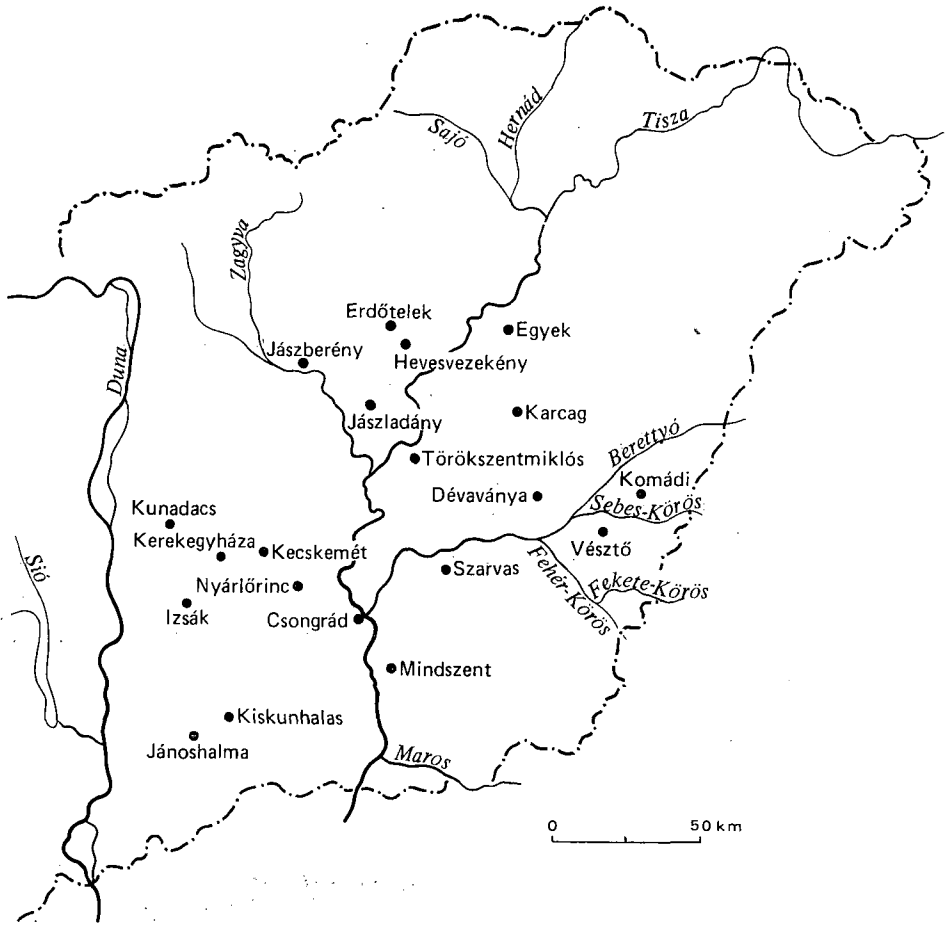 Hernád
Sajó
Tisza
Zagyva
Erdőtelek
Egyek
Jászberény
Hevesvezekény
Duna
Jászladány
Karcag
Berettyó
Törökszentmiklós
Komádi
Dévaványa
Sebes-Körös
Kunadacs
Kerekegyháza
Kecskemét
Vésztő
Sió
Szarvas
Fehér-Körös
Fekete-Körös
Nyárlőrinc
Izsák
Csongrád
Mindszent
Kiskunhalas
Jánoshalma
Maros
0 50 km